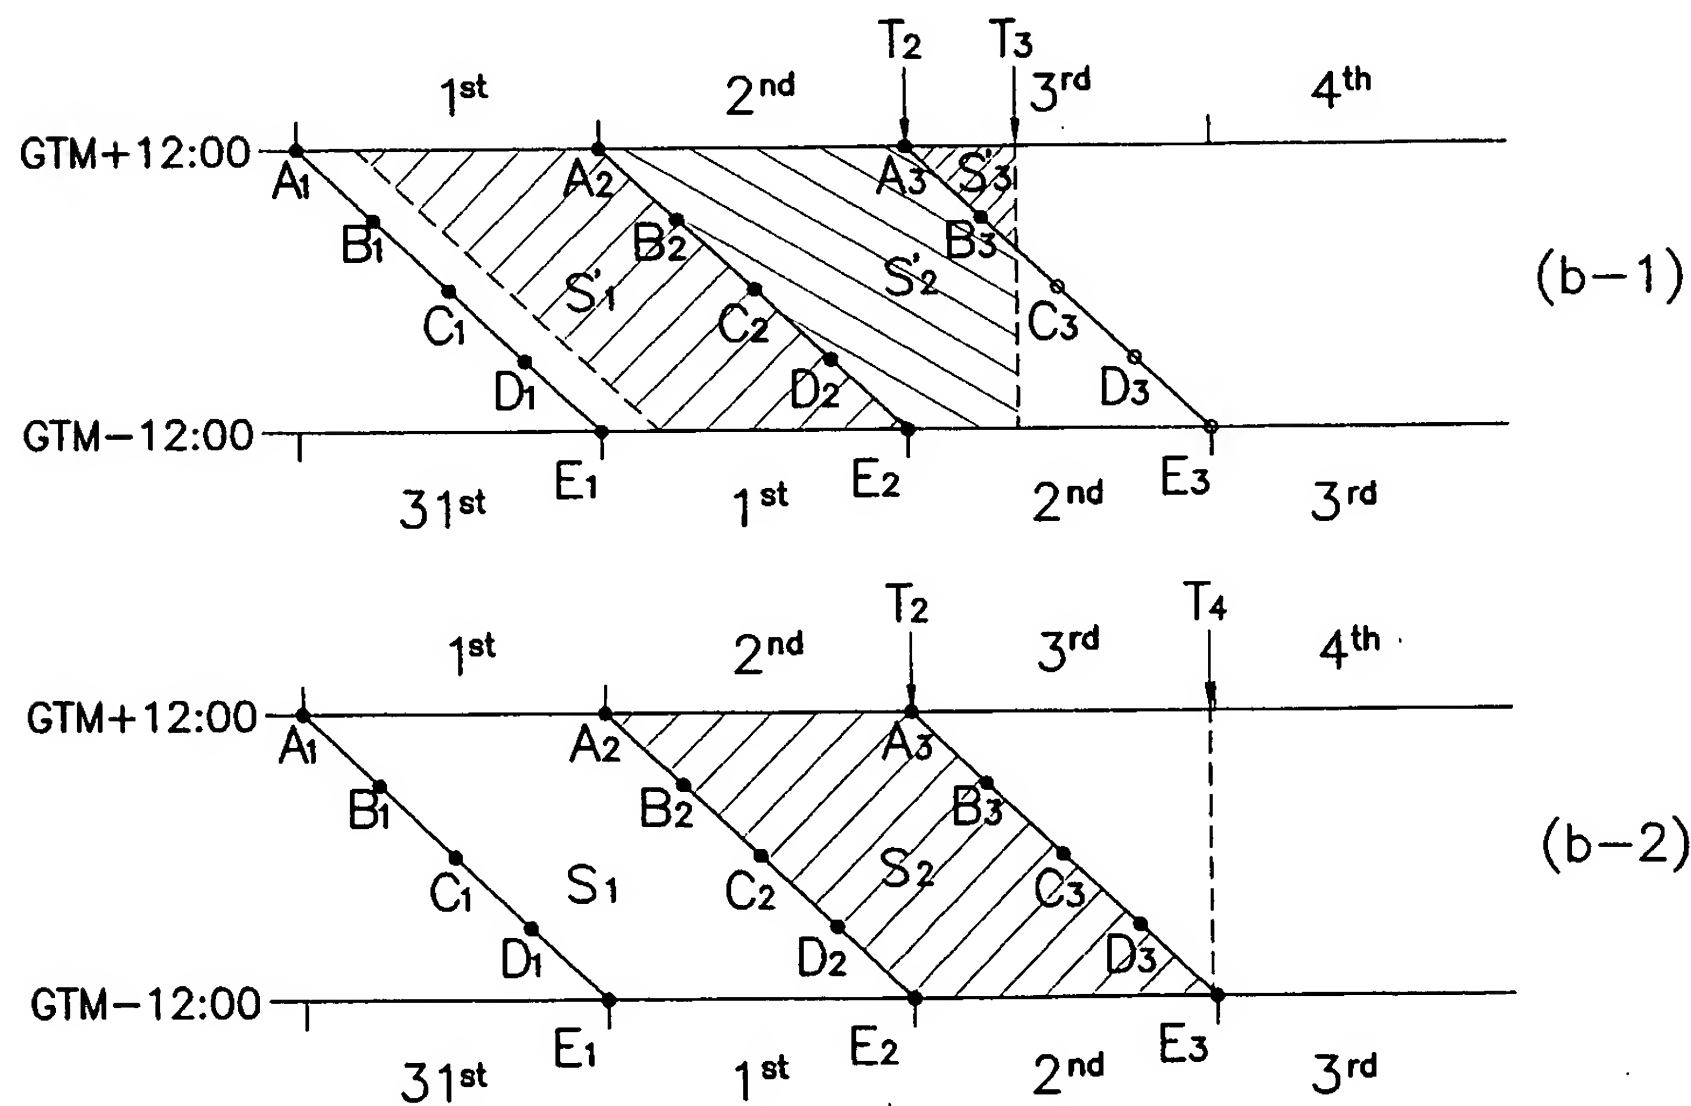 T2 T3
1st 2nd 3rd 4th
GTM+12:00
A1 A2 A3 S'3
B1 B2 B3
S'1 S'2 (b-1)
C1 C2 C3
D1 D2 D3
GTM-12:00
E1 E2 E3
31st 1st 2nd 3rd
T2 T4
1st 2nd 3rd 4th
GTM+12:00
A1 A2 A3
B1 B2 B3
(b-2)
S1 S2
C1 C2 C3
D1 D2 D3
GTM-12:00
E1 E2 E3
31st 1st 2nd 3rd